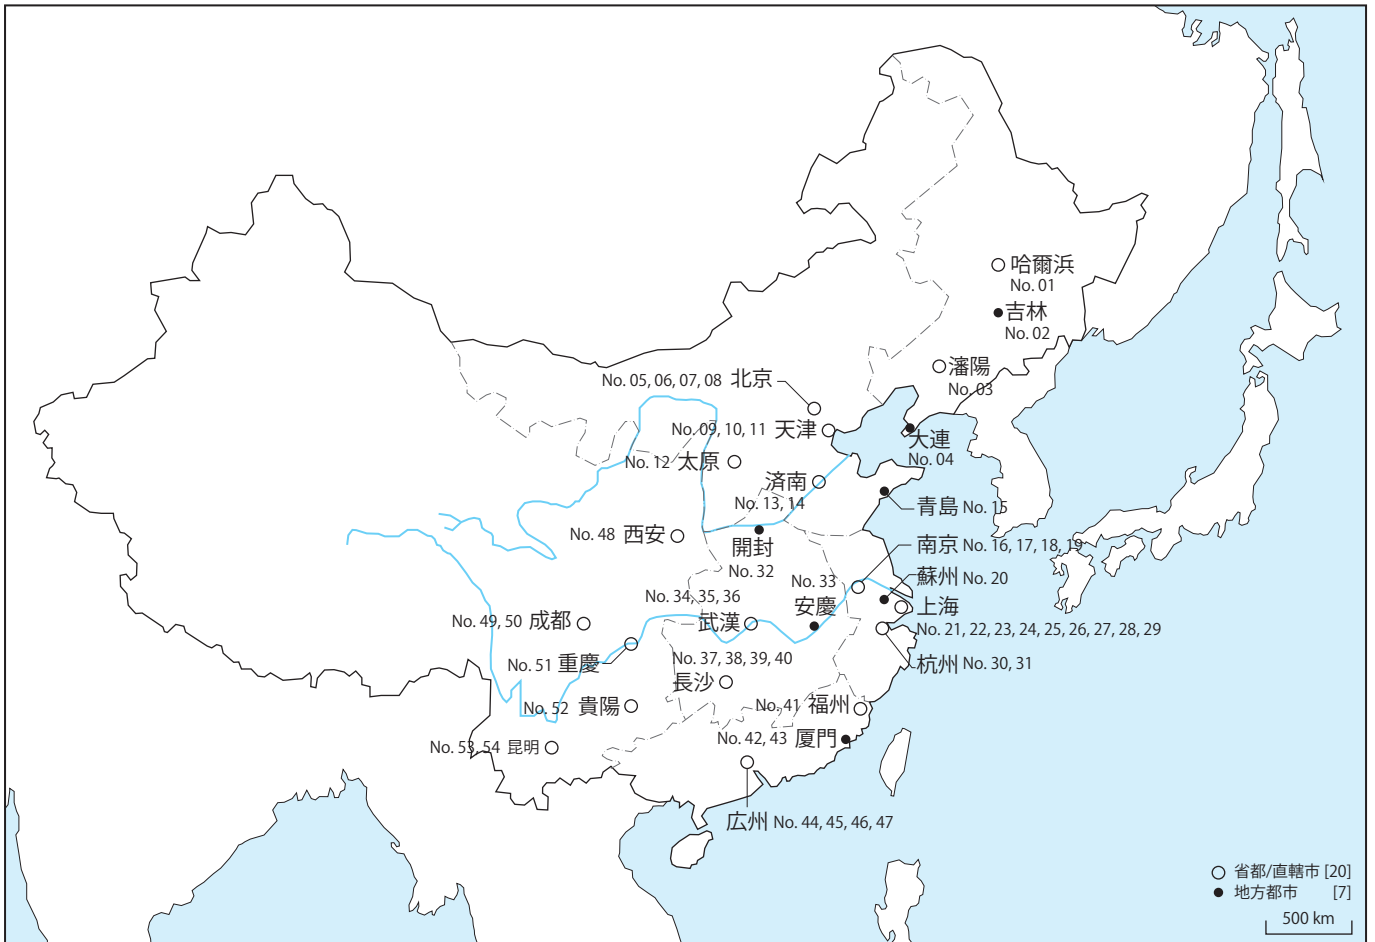 哈爾浜
No. 01
吉林
No. 02
瀋陽
No. 03
No. 05, 06, 07, 08 北京
No. 09, 10, 11 天津
大連
No. 04
No. 12 太原
済南
No. 13, 14
青島 No. 15
No. 48 西安
開封
No. 32
南京 No. 16, 17, 18, 19
蘇州 No. 20
No. 33
安慶
上海
No. 21, 22, 23, 24, 25, 26, 27, 28, 29
No. 34, 35, 36
武漢
No. 49, 50 成都
No. 51 重慶
杭州 No. 30, 31
No. 37, 38, 39, 40
長沙
No. 52 貴陽
No. 41 福州
No. 42, 43 厦門
No. 53, 54 昆明
広州 No. 44, 45, 46, 47
省都/直轄市 [20]
地方都市 [7]
500 km